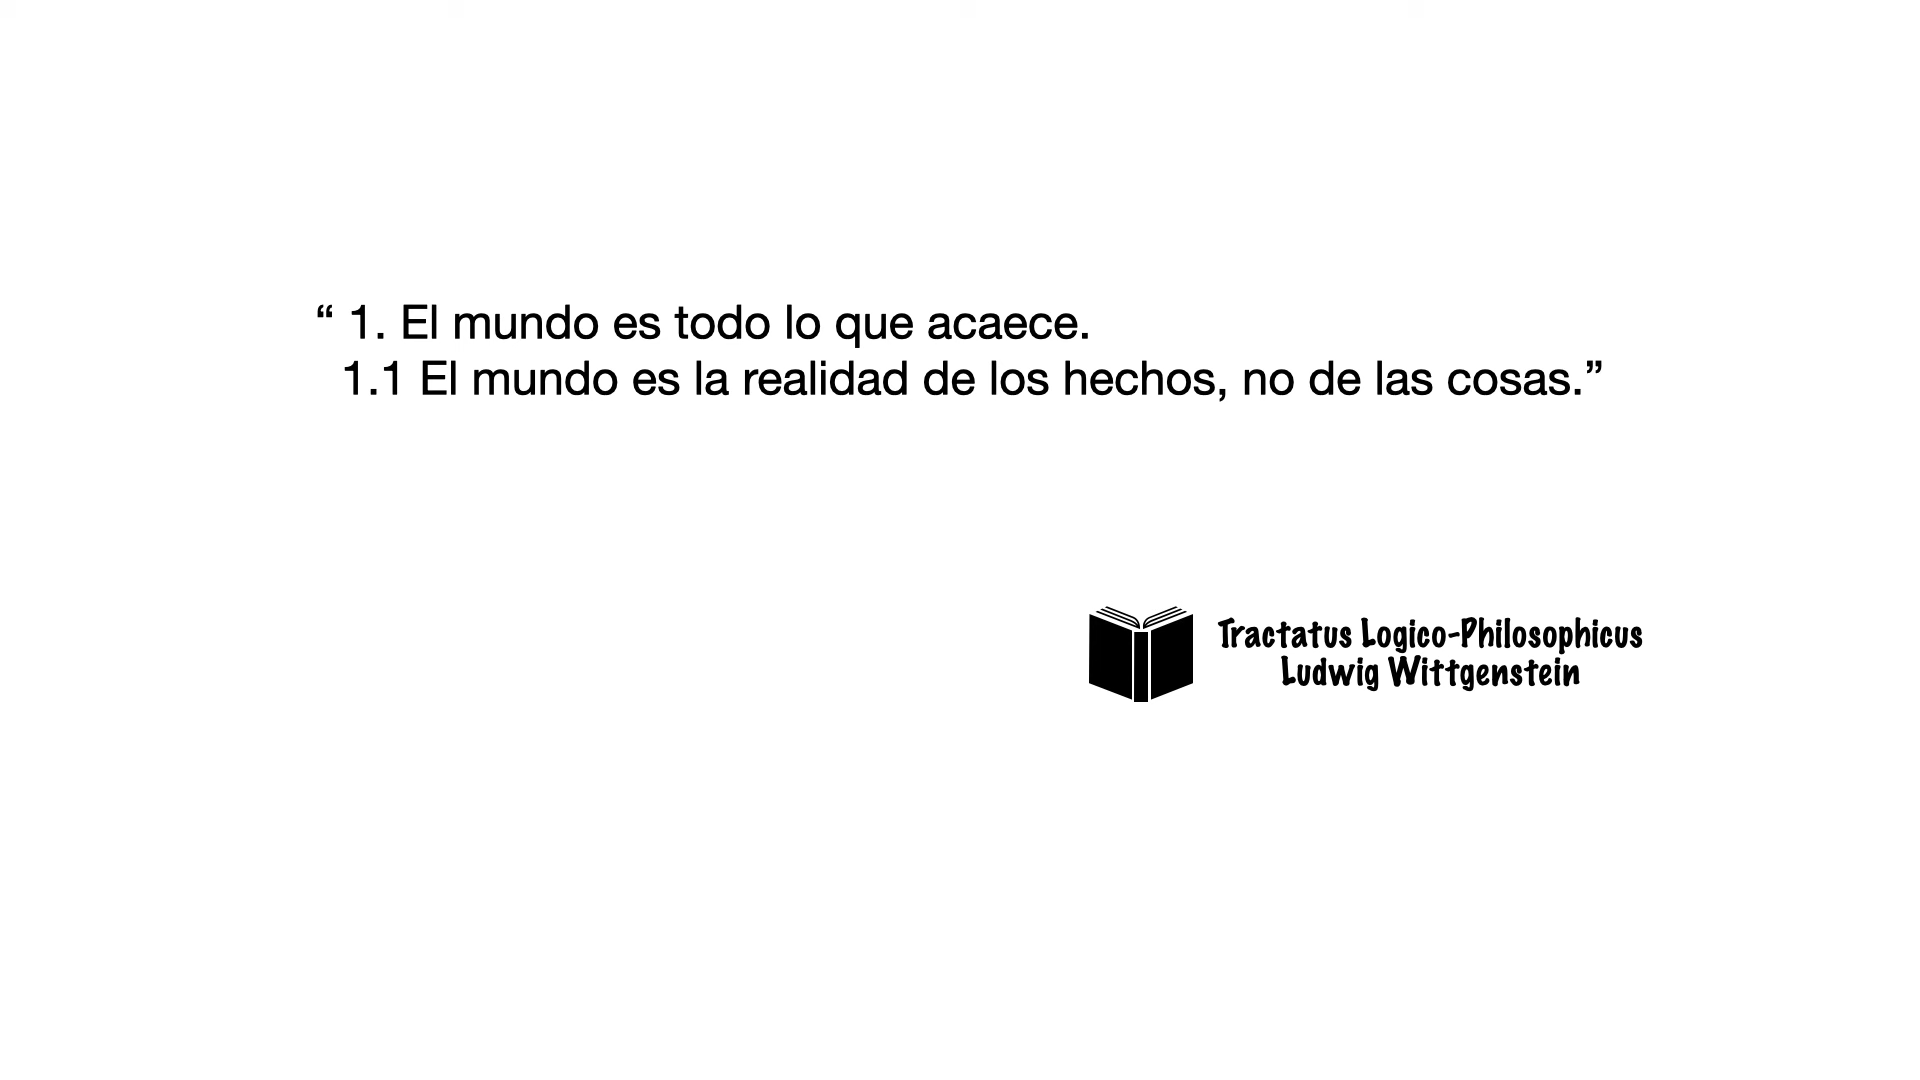 “ 1. El mundo es todo lo que acaece.
1.1 El mundo es la realidad de los hechos, no de las cosas.”
Tractatus Logico-Philosophicus
Ludwig Wittgenstein